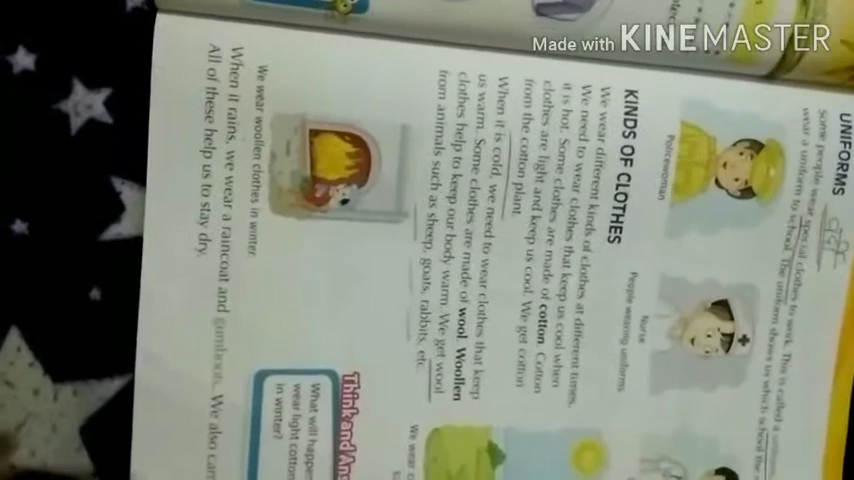 Made with KINEMASTER
UNIFORMS
Some people wear special clothes to work. This is called a uniform.
wear a uniform to school. The uniform shows us which school the
Policewoman
Nurse
People wearing uniforms
KINDS OF CLOTHES
We wear different kinds of clothes at different times.
We need to wear clothes that keep us cool when
it is hot. Some clothes are made of cotton. Cotton
clothes are light and keep us cool. We get cotton
from the cotton plant.
When it is cold, we need to wear clothes that keep
us warm. Some clothes are made of wool. Woollen
clothes help to keep our body warm. We get wool
from animals such as sheep, goats, rabbits, etc.
We wear c
Think and Ans
What will happe
wear light cotton
in winter?
We wear woollen clothes in winter
When it rains, we wear a raincoat and gumboots. We also carr
All of these help us to stay dry.